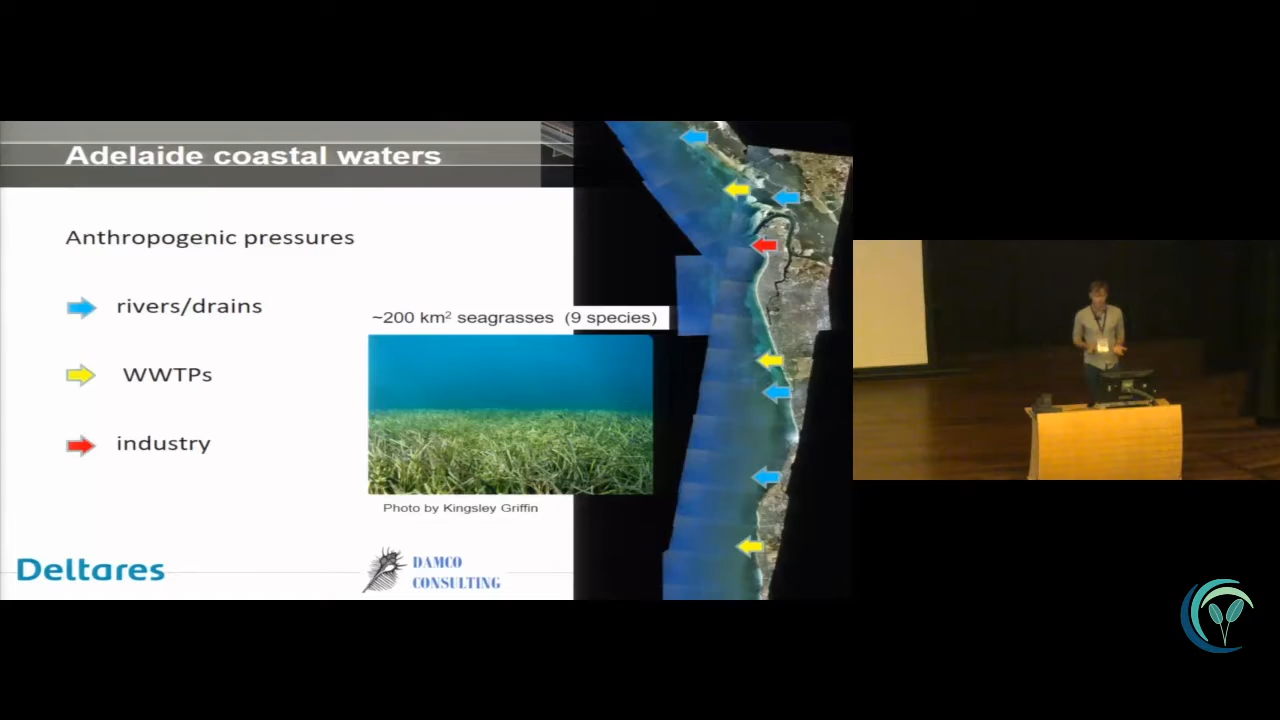 Adelaide coastal waters
Anthropogenic pressures
rivers/drains
~200 km² seagrasses (9 species)
WWTPs
industry
Photo by Kingsley Griffin
Deltares
DAMCO
CONSULTING